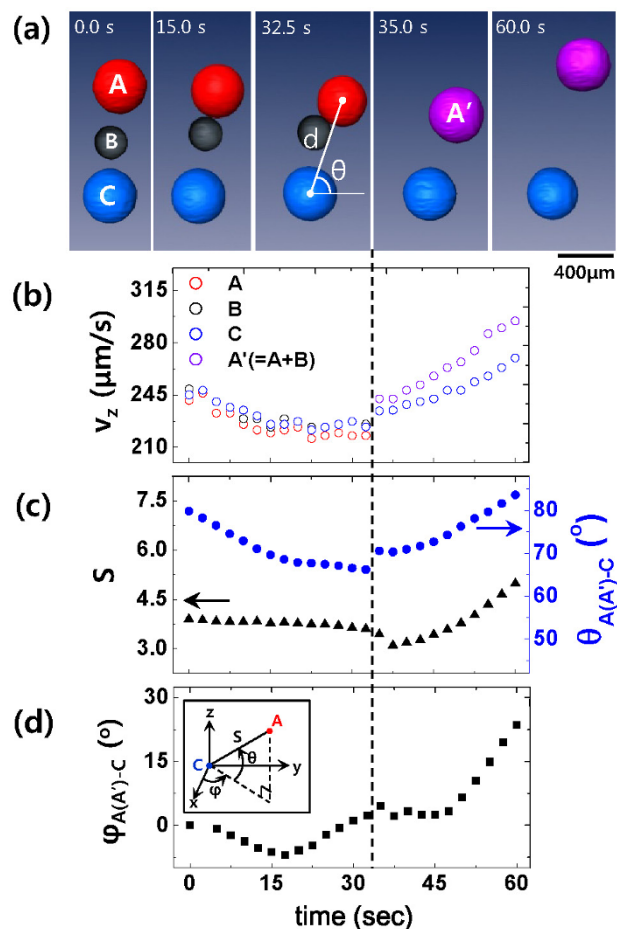 (a)
0.0 s 15.0 s 32.5 s 35.0 s 60.0 s
A
B
C
d
θ
A′
400μm
(b)
315
280
245
210
v_z (μm/s)
A
B
C
A'(=A+B)
(c)
7.5
6.0
4.5
3.0
S
80
70
60
50
θ_A(A')-C (°)
(d)
30
15
0
φ_A(A')-C (°)
z
A
S
C
θ
y
φ
x
0 15 30 45 60
time (sec)